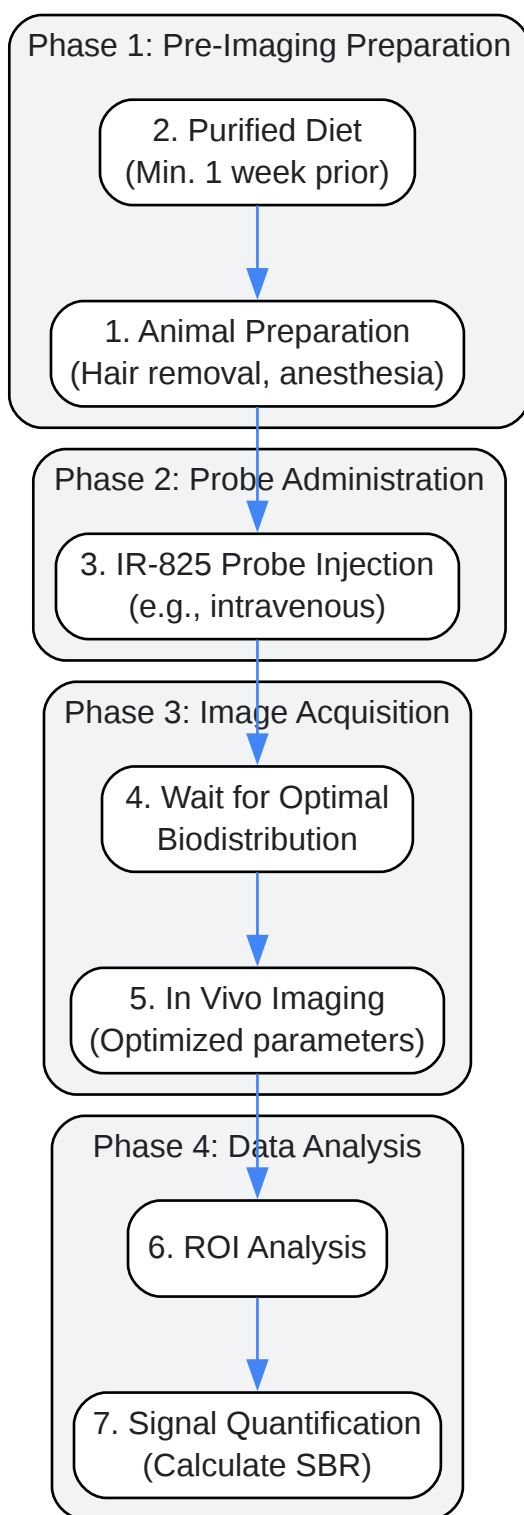 Phase 1: Pre-Imaging Preparation
2. Purified Diet
(Min. 1 week prior)
1. Animal Preparation
(Hair removal, anesthesia)
Phase 2: Probe Administration
3. IR-825 Probe Injection
(e.g., intravenous)
Phase 3: Image Acquisition
4. Wait for Optimal
Biodistribution
5. In Vivo Imaging
(Optimized parameters)
Phase 4: Data Analysis
6. ROI Analysis
7. Signal Quantification
(Calculate SBR)